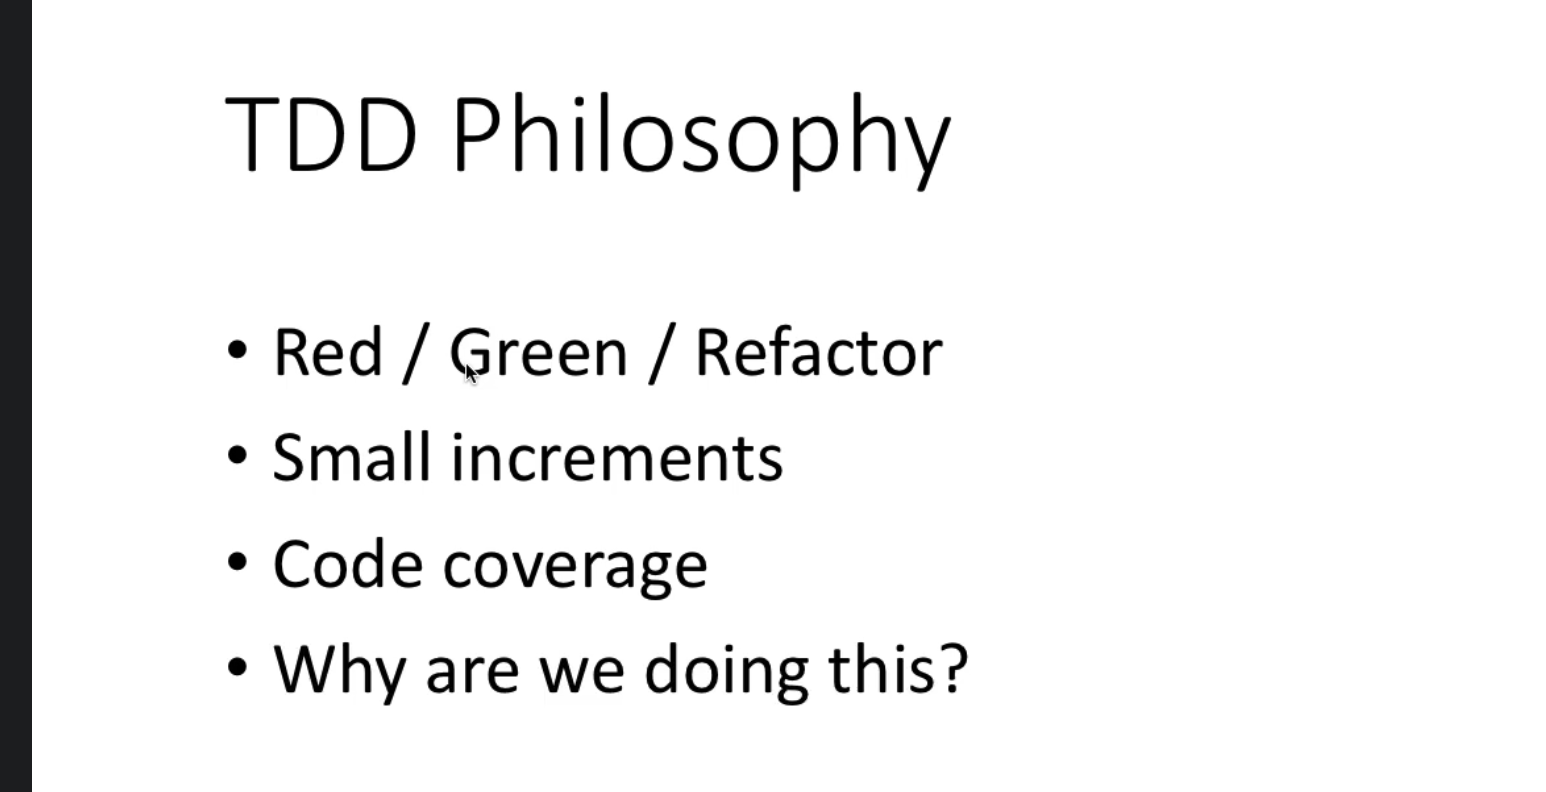 TDD Philosophy
• Red / Green / Refactor
• Small increments
• Code coverage
• Why are we doing this?